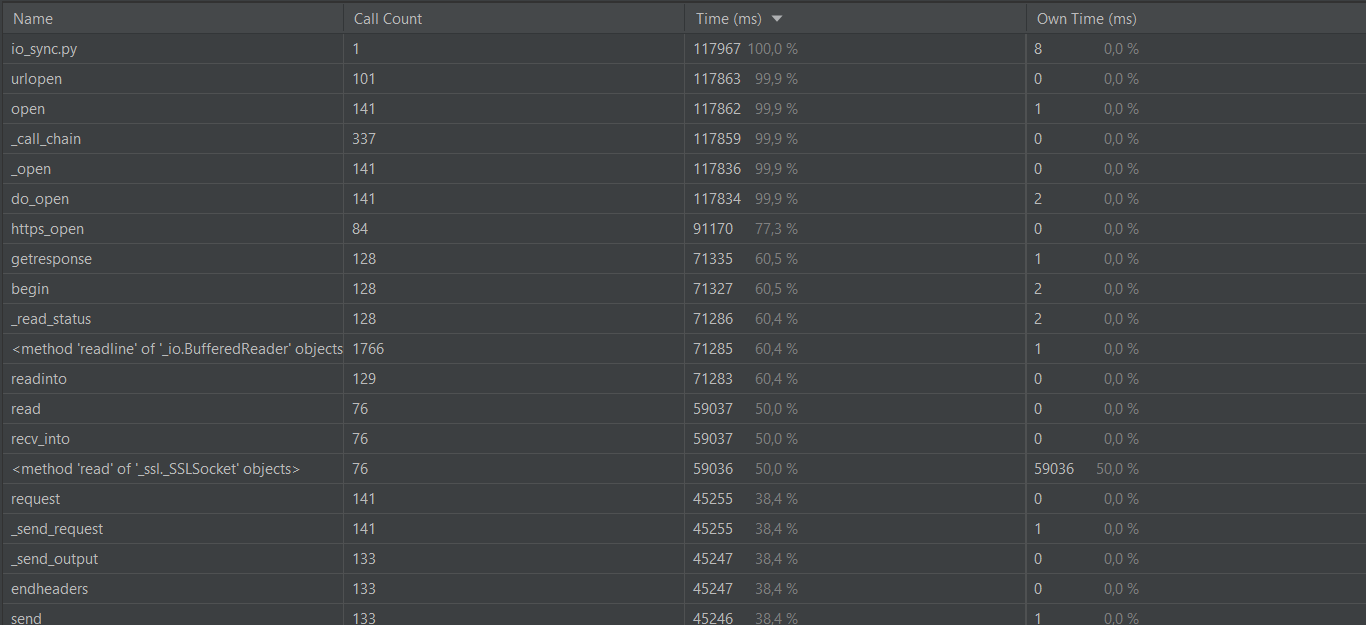 Name Call Count Time (ms) Own Time (ms)
io_sync.py 1 117967 100,0 % 8 0,0 %
urlopen 101 117863 99,9 % 0 0,0 %
open 141 117862 99,9 % 1 0,0 %
_call_chain 337 117859 99,9 % 0 0,0 %
_open 141 117836 99,9 % 0 0,0 %
do_open 141 117834 99,9 % 2 0,0 %
https_open 84 91170 77,3 % 0 0,0 %
getresponse 128 71335 60,5 % 1 0,0 %
begin 128 71327 60,5 % 2 0,0 %
_read_status 128 71286 60,4 % 2 0,0 %
<method 'readline' of '_io.BufferedReader' objects 1766 71285 60,4 % 1 0,0 %
readinto 129 71283 60,4 % 0 0,0 %
read 76 59037 50,0 % 0 0,0 %
recv_into 76 59037 50,0 % 0 0,0 %
<method 'read' of '_ssl._SSLSocket' objects> 76 59036 50,0 % 59036 50,0 %
request 141 45255 38,4 % 0 0,0 %
_send_request 141 45255 38,4 % 1 0,0 %
_send_output 133 45247 38,4 % 0 0,0 %
endheaders 133 45247 38,4 % 0 0,0 %
send 133 45246 38,4 % 1 0,0 %